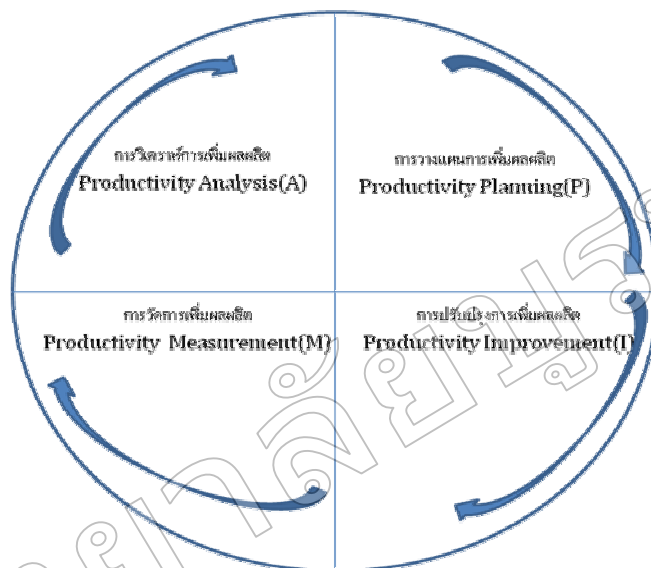 การวิเคราะห์การเพิ่มผลผลิต
Productivity Analysis(A)
การวางแผนการเพิ่มผลผลิต
Productivity Planning(P)
การวัดการเพิ่มผลผลิต
Productivity Measurement(M)
การปรับปรุงการเพิ่มผลผลิต
Productivity Improvement(I)